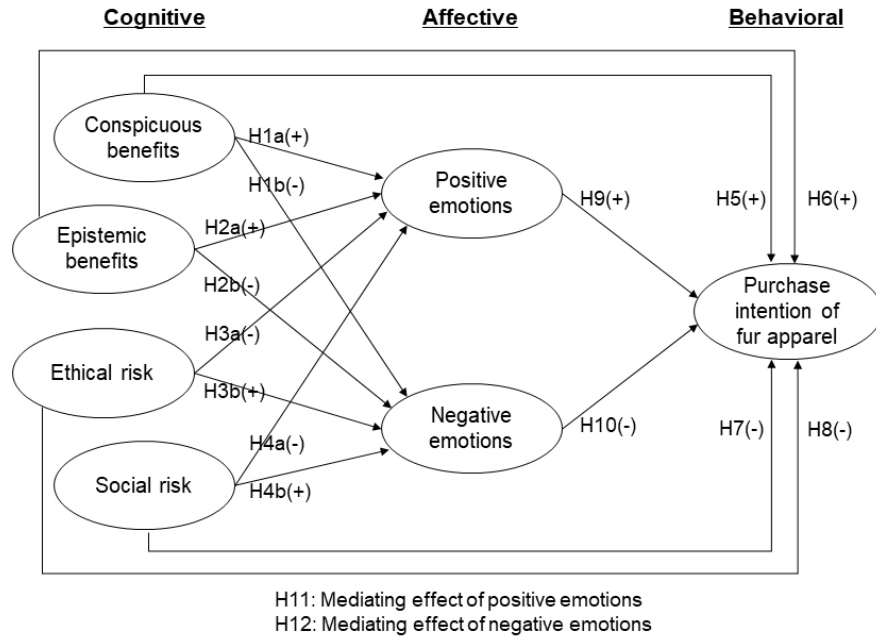 Cognitive
Affective
Behavioral
Conspicuous
benefits
Epistemic
benefits
Ethical risk
Social risk
H1a(+)
H1b(-)
H2a(+)
H2b(-)
H3a(-)
H3b(+)
H4a(-)
H4b(+)
Positive
emotions
Negative
emotions
H9(+)
H10(-)
H5(+)
H6(+)
Purchase
intention of
fur apparel
H7(-)
H8(-)
H11: Mediating effect of positive emotions
H12: Mediating effect of negative emotions